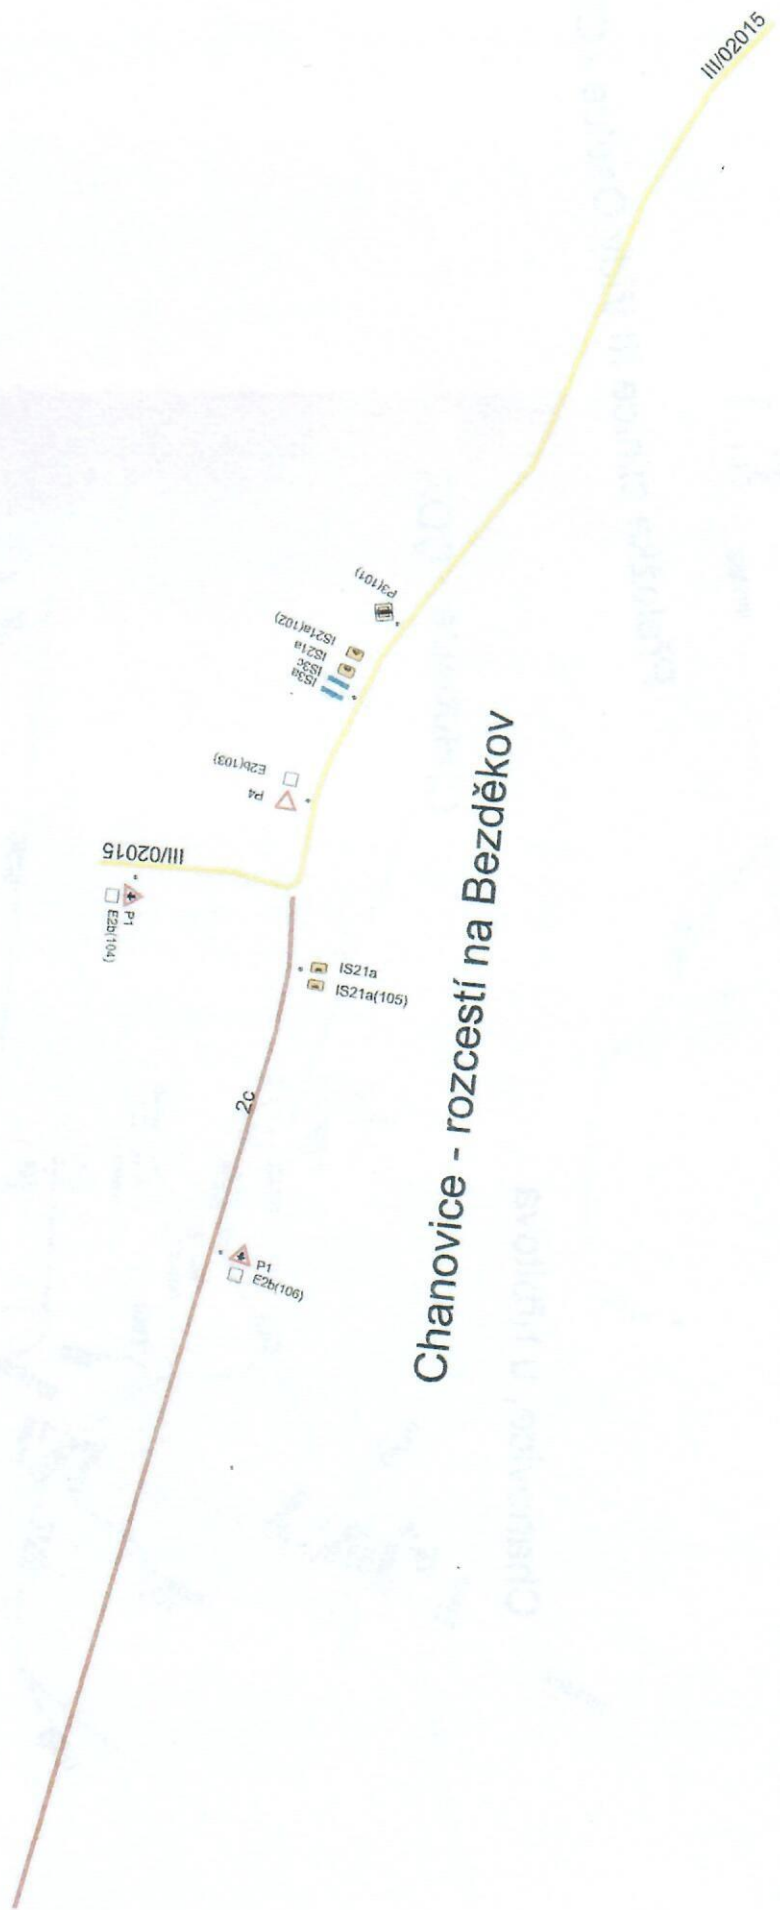 III/02015
P3(101)
IS21a(102)
IS21a
IS3c
IS3a
E2b(103)
P4
III/02015
P1
E2b(104)
IS21a
IS21a(105)
2c
P1
E2b(106)
Chanovice - rozcestí na Bezděkov